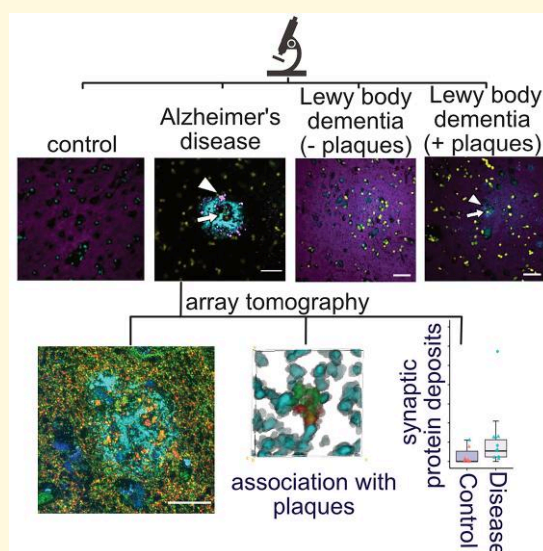 control
Alzheimer's
disease
Lewy body
dementia
(- plaques)
Lewy body
dementia
(+ plaques)
array tomography
association with
plaques
synaptic
protein deposits
Control
Disease